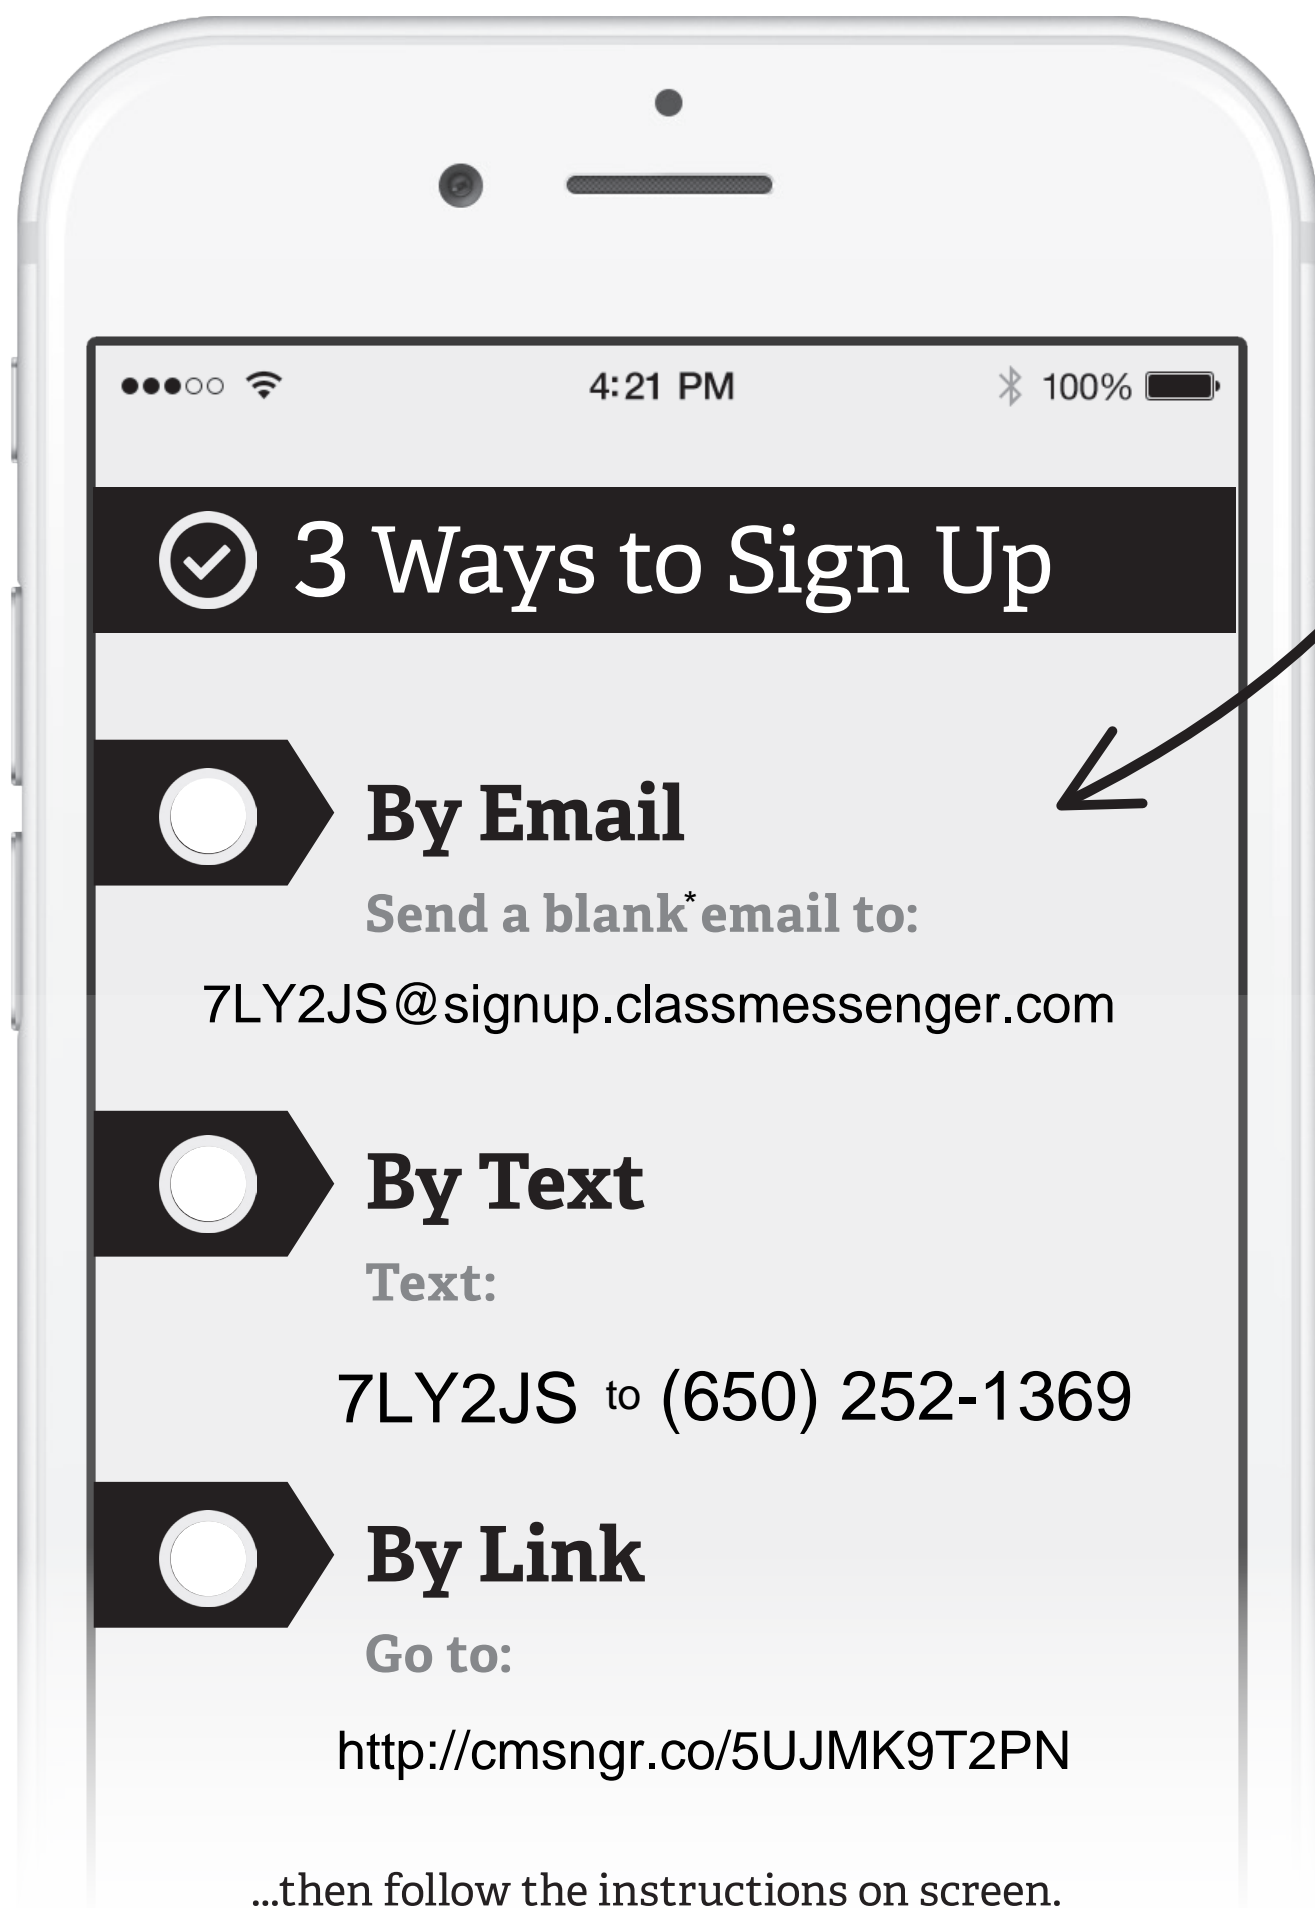 4:21 PM
100%
3 Ways to Sign Up
By Email
Send a blank* email to:
7LY2JS@signup.classmessenger.com
By Text
Text:
7LY2JS to (650) 252-1369
By Link
Go to:
http://cmsngr.co/5UJMK9T2PN
...then follow the instructions on screen.